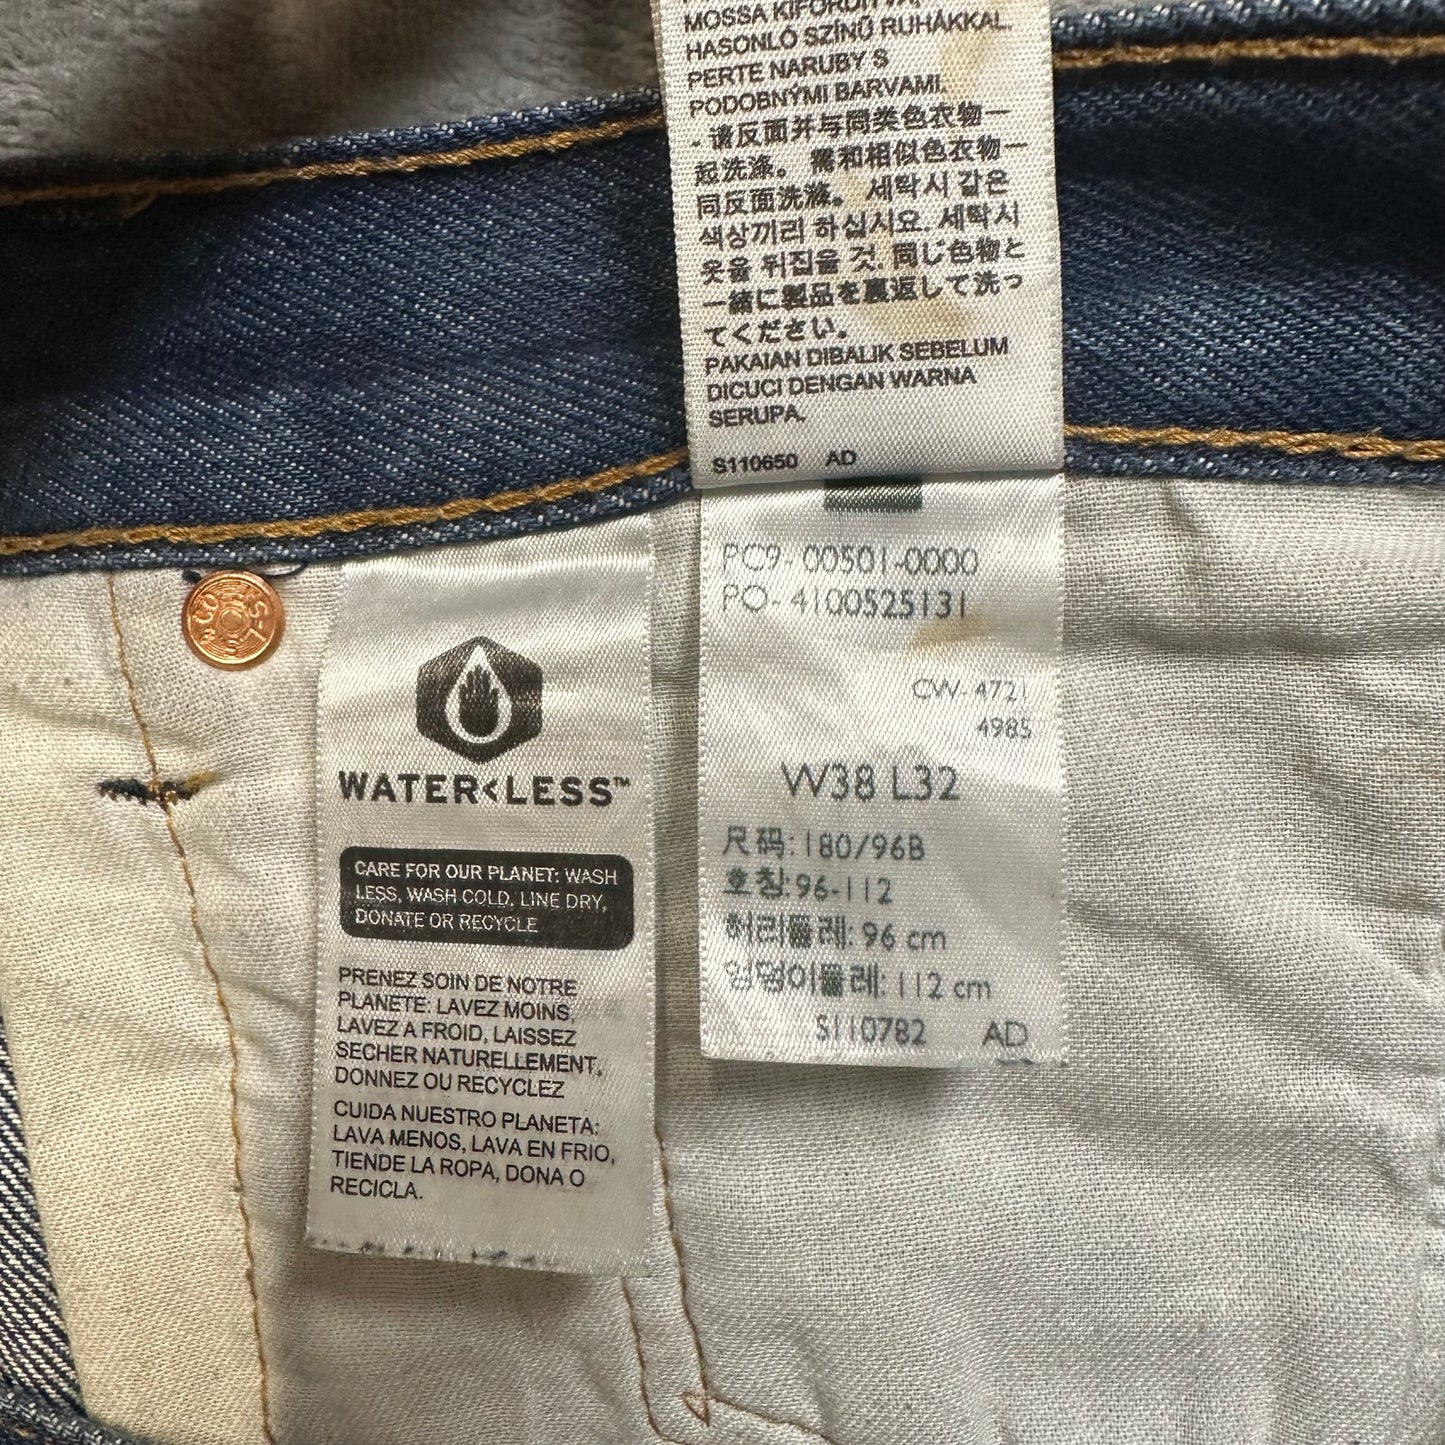 MOSSA KIFORDÍTVA,
HASONLÓ SZÍNŰ RUHÁKKAL.
PERTE NARUBY S
PODOBNÝMI BARVAMI.
- 请反面并与同类色衣物一
起洗涤。 需和相似色衣物一
同反面洗滌。 세탁시 같은
색상끼리 하십시요. 세탁시
옷을 뒤집을 것. 同じ色物と
一緒に製品を裏返して洗っ
てください。
PAKAIAN DIBALIK SEBELUM
DICUCI DENGAN WARNA
SERUPA.
S110650 AD
PC9- 00501-0000
PO- 4100525131
CW- 4721
4985
W38 L32
尺码: 180/96B
호칭: 96-112
허리둘레: 96 cm
엉덩이둘레: 112 cm
S110782 AD
WATER<LESS™
CARE FOR OUR PLANET: WASH
LESS, WASH COLD, LINE DRY,
DONATE OR RECYCLE
PRENEZ SOIN DE NOTRE
PLANÈTE: LAVEZ MOINS,
LAVEZ A FROID, LAISSEZ
SECHER NATURELLEMENT,
DONNEZ OU RECYCLEZ
CUIDA NUESTRO PLANETA:
LAVA MENOS, LAVA EN FRIO,
TIENDE LA ROPA, DONA O
RECICLA.